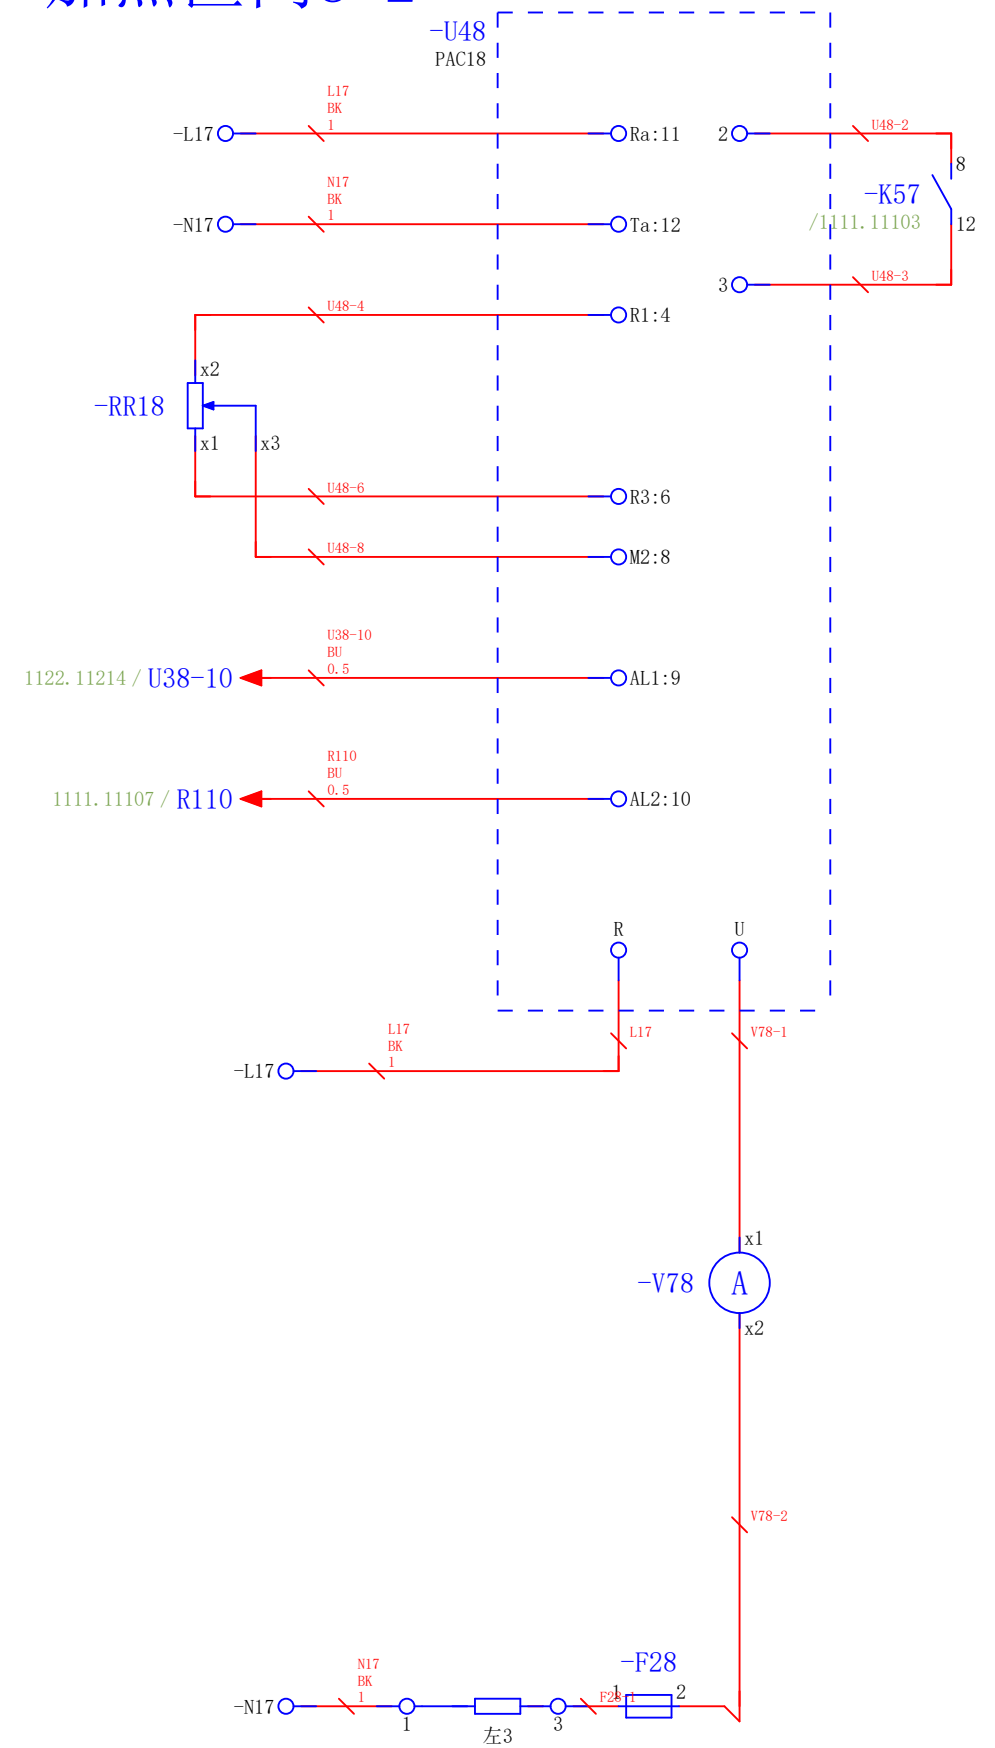 -U48
PAC18
L17
BK
1
-L17
Ra:11
2
U48-2
8
-K57
/1111.11103
12
N17
BK
1
-N17
Ta:12
3
U48-3
U48-4
R1:4
x2
-RR18
x1
x3
U48-6
R3:6
U48-8
M2:8
U38-10
BU
0.5
1122.11214 / U38-10
AL1:9
R110
BU
0.5
1111.11107 / R110
AL2:10
R
U
L17
BK
1
-L17
L17
V78-1
x1
-V78
A
x2
V78-2
-F28
N17
BK
1
-N17
1
左3
3
F28-1
1
2